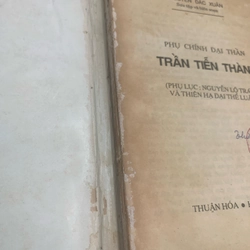 PHỤ CHÍNH ĐẠI THẦN
TRẦN TIỄN THÀN
(PHỤ LỤC: NGUYỄN LỘ TRẠ
VÀ THIÊN HẠ ĐẠI THẾ LU
THUẬN HÓA •